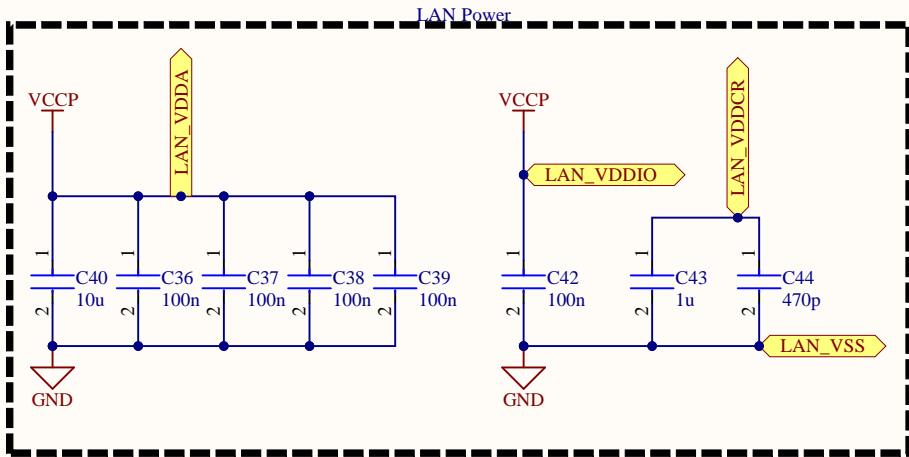 LAN Power
VCCP
LAN_VDDA
VCCP
LAN_VDDCR
LAN_VDDIO
1
C40
10u
2
1
C36
100n
2
1
C37
100n
2
1
C38
100n
2
1
C39
100n
2
1
C42
100n
2
1
C43
1u
2
1
C44
470p
2
LAN_VSS
GND
GND